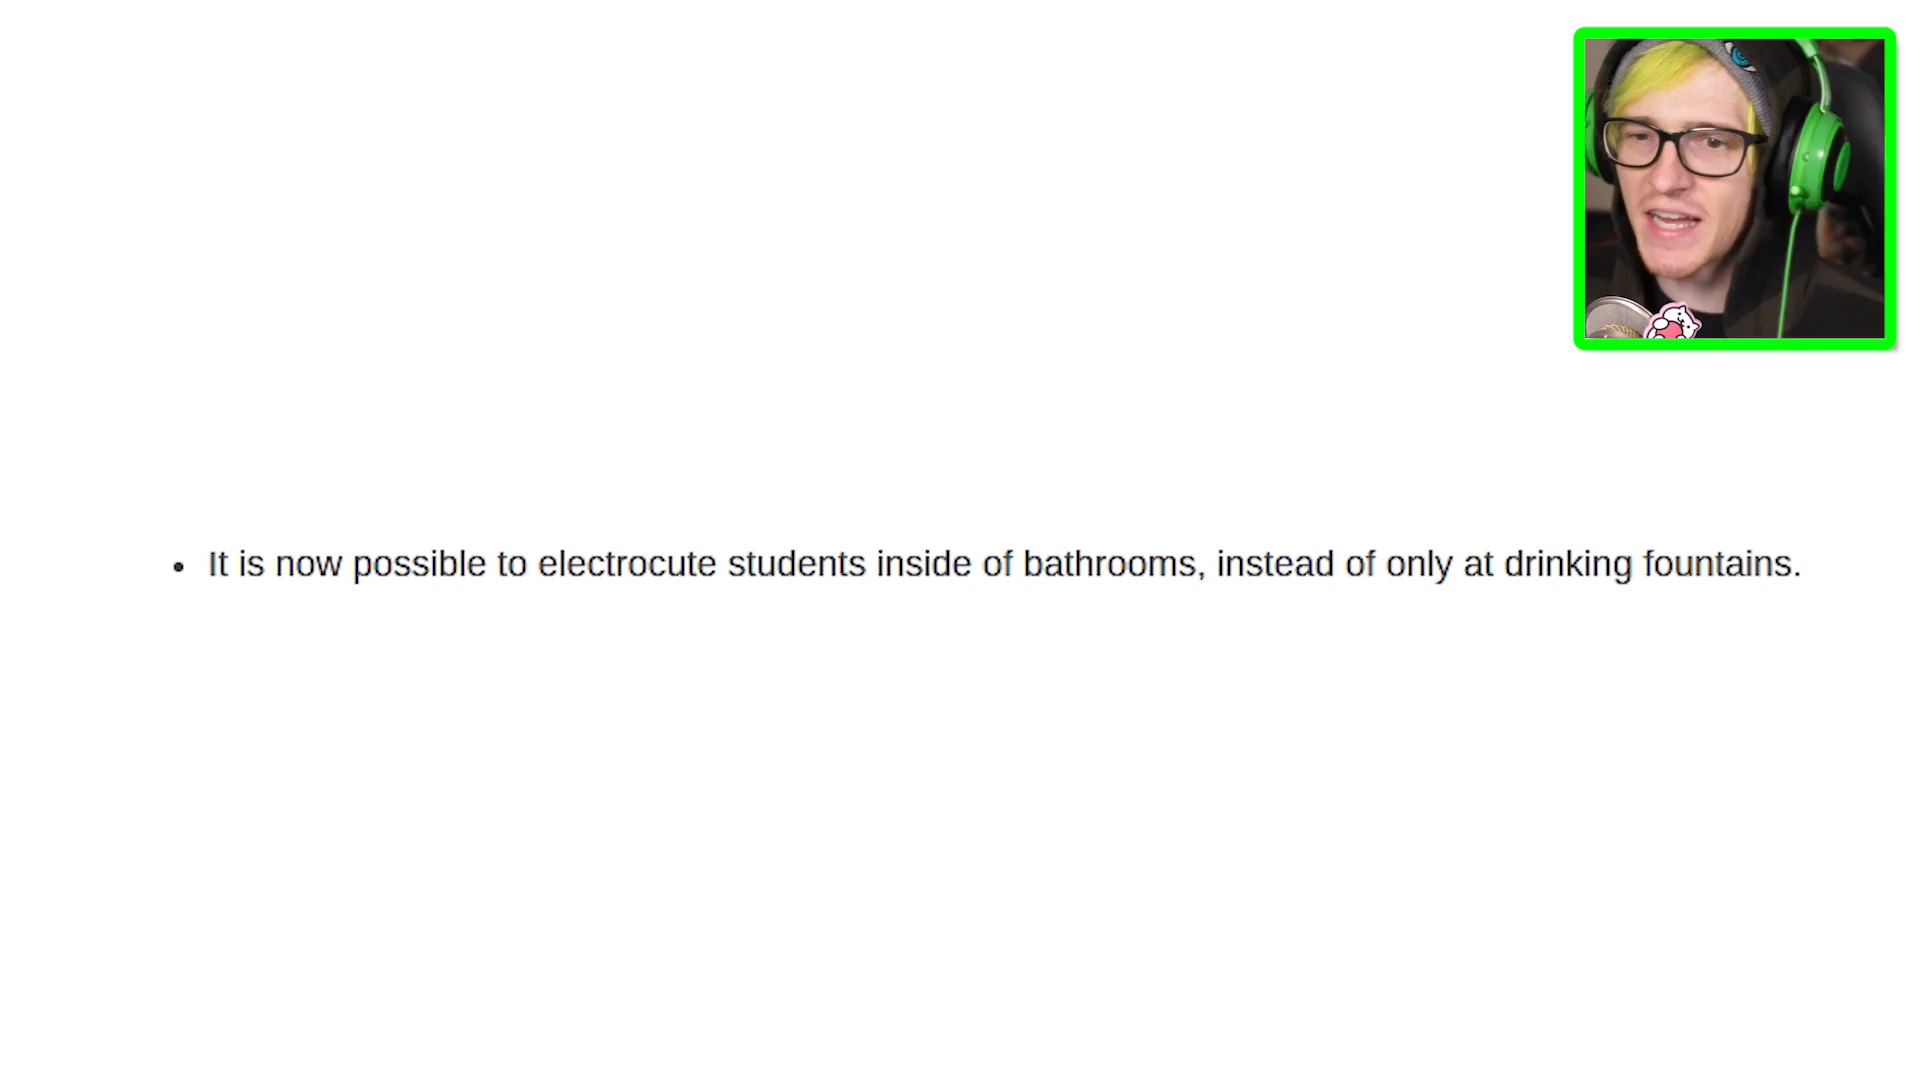 • It is now possible to electrocute students inside of bathrooms, instead of only at drinking fountains.